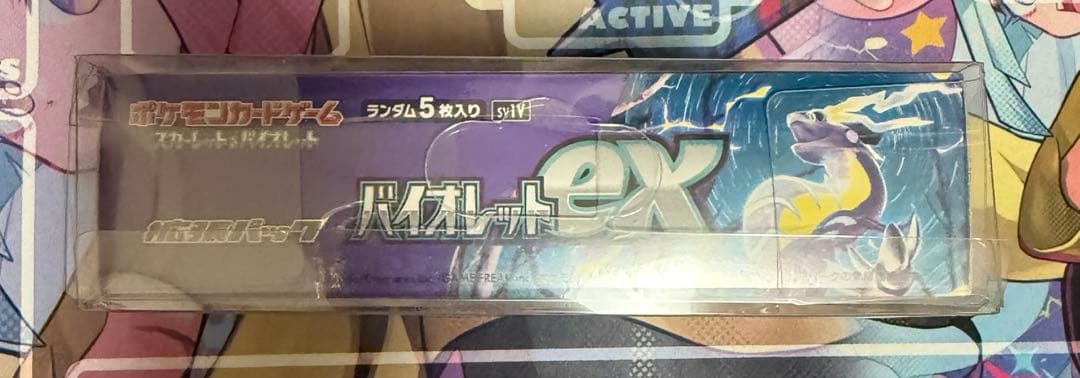 ACTIVE
ポケモンカードゲーム
スカーレット&バイオレット
ランダム5枚入り sv1V
拡張パック
バイオレットex